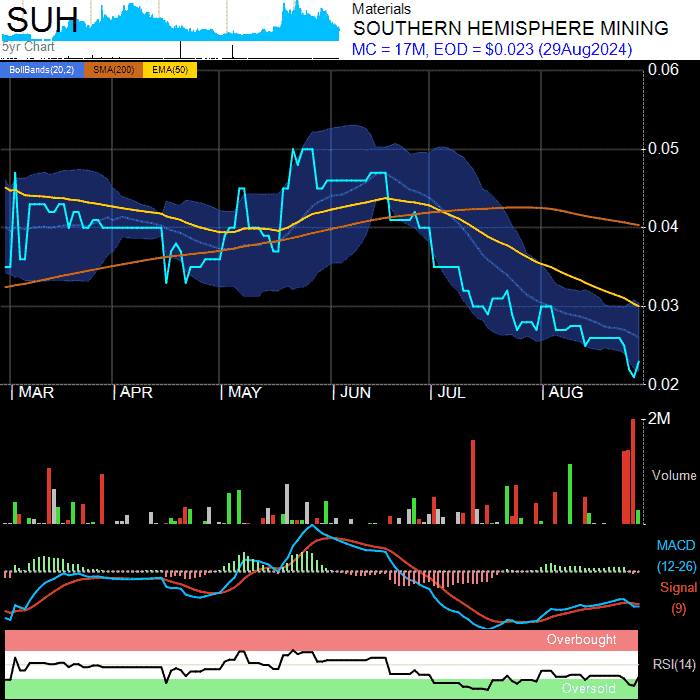 SUH
5yr Chart
Materials
SOUTHERN HEMISPHERE MINING
MC = 17M, EOD = $0.023 (29Aug2024)
BollBands(20,2) SMA(200) EMA(50)
0.06
0.05
0.04
0.03
0.02
MAR APR MAY JUN JUL AUG
2M
Volume
MACD
(12-26)
Signal
(9)
Overbought
RSI(14)
Oversold